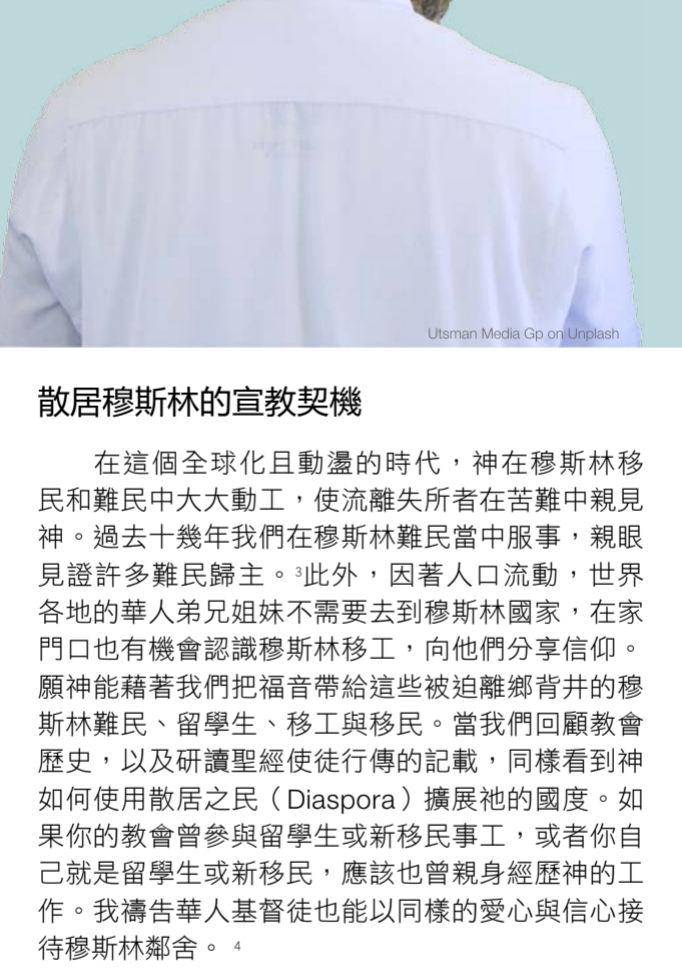 Utsman Media Gp on Unplash
散居穆斯林的宣教契機
在這個全球化且動盪的時代，神在穆斯林移
民和難民中大大動工，使流離失所者在苦難中親見
神。過去十幾年我們在穆斯林難民當中服事，親眼
見證許多難民歸主。3此外，因著人口流動，世界
各地的華人弟兄姐妹不需要去到穆斯林國家，在家
門口也有機會認識穆斯林移工，向他們分享信仰。
願神能藉著我們把福音帶給這些被迫離鄉背井的穆
斯林難民、留學生、移工與移民。當我們回顧教會
歷史，以及研讀聖經使徒行傳的記載，同樣看到神
如何使用散居之民（Diaspora）擴展祂的國度。如
果你的教會曾參與留學生或新移民事工，或者你自
己就是留學生或新移民，應該也曾親身經歷神的工
作。我禱告華人基督徒也能以同樣的愛心與信心接
待穆斯林鄰舍。 4